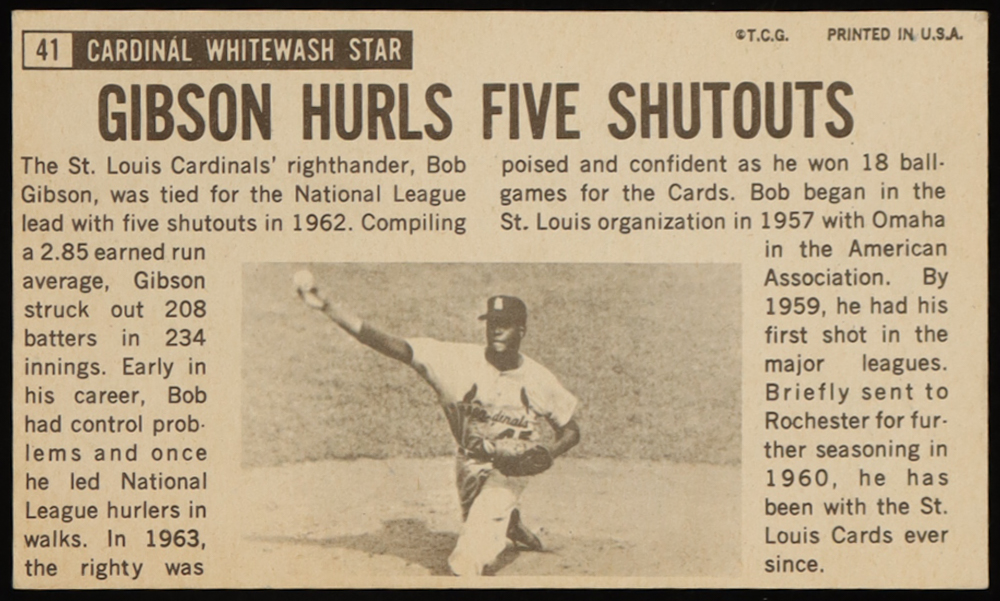 41 CARDINÁL WHITEWASH STAR
©T.C.G. PRINTED IN U.S.A.
GIBSON HURLS FIVE SHUTOUTS
The St. Louis Cardinals' righthander, Bob
Gibson, was tied for the National League
lead with five shutouts in 1962. Compiling
a 2.85 earned run
average, Gibson
struck out 208
batters in 234
innings. Early in
his career, Bob
had control prob-
lems and once
he led National
League hurlers in
walks. In 1963,
the righty was
poised and confident as he won 18 ball-
games for the Cards. Bob began in the
St. Louis organization in 1957 with Omaha
in the American
Association. By
1959, he had his
first shot in the
major leagues.
Briefly sent to
Rochester for fur-
ther seasoning in
1960, he has
been with the St.
Louis Cards ever
since.
Cardinals
45